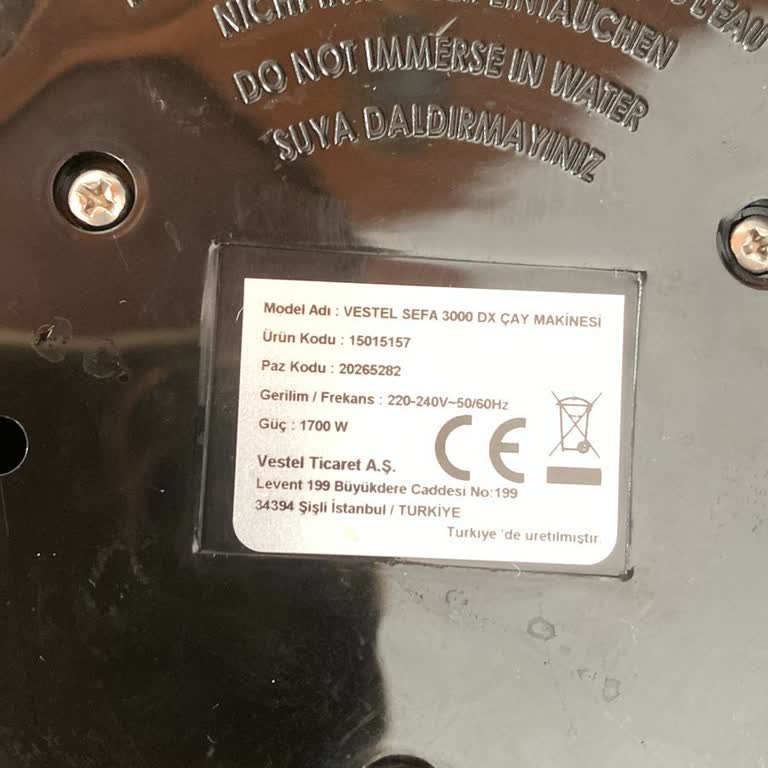 L'EAU
NICHT EINTAUCHEN
DO NOT IMMERSE IN WATER
SUYA DALDIRMAYINIZ
Model Adı : VESTEL SEFA 3000 DX ÇAY MAKİNESİ
Ürün Kodu : 15015157
Paz Kodu : 20265282
Gerilim / Frekans : 220-240V~50/60Hz
Güç : 1700 W
CE
Vestel Ticaret A.Ş.
Levent 199 Büyükdere Caddesi No:199
34394 Şişli İstanbul / TURKİYE
Turkiye 'de uretilmiştir